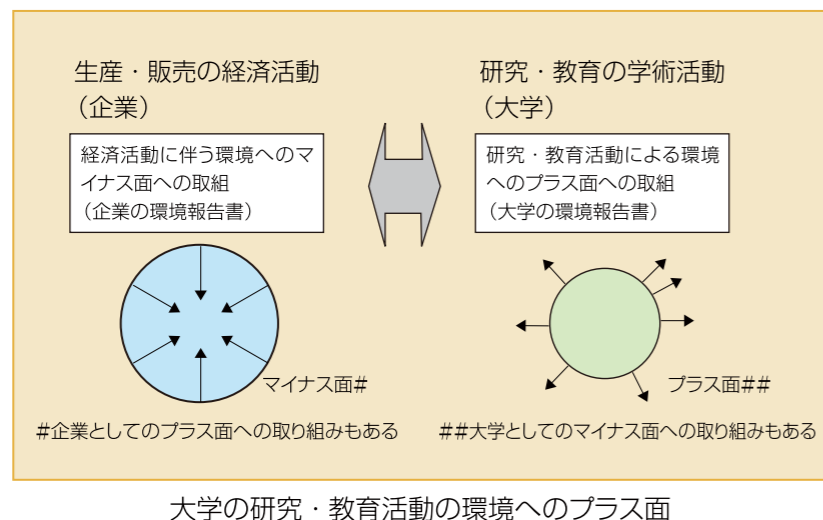 生産・販売の経済活動
（企業）
経済活動に伴う環境へのマ
イナス面への取組
（企業の環境報告書）
マイナス面#
#企業としてのプラス面への取り組みもある
研究・教育の学術活動
（大学）
研究・教育活動による環境
へのプラス面への取組
（大学の環境報告書）
プラス面##
##大学としてのマイナス面への取り組みもある
大学の研究・教育活動の環境へのプラス面